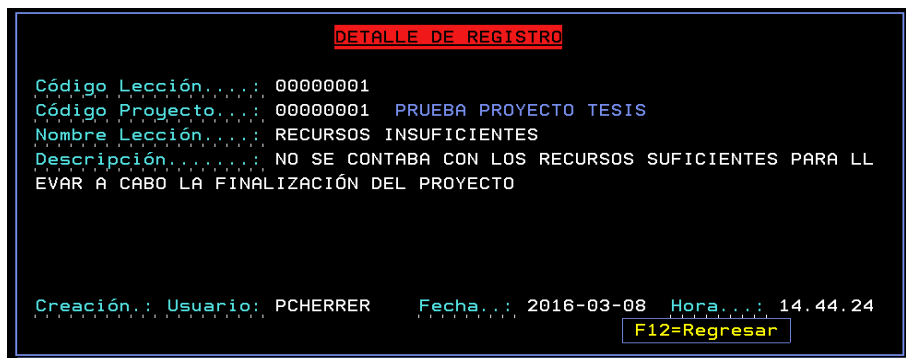 DETALLE DE REGISTRO
Código Lección....: 00000001
Código Proyecto...: 00000001 PRUEBA PROYECTO TESIS
Nombre Lección....: RECURSOS INSUFICIENTES
Descripción.......: NO SE CONTABA CON LOS RECURSOS SUFICIENTES PARA LL
EVAR A CABO LA FINALIZACIÓN DEL PROYECTO
Creación.: Usuario: PCHERRER Fecha..: 2016-03-08 Hora...: 14.44.24
F12=Regresar